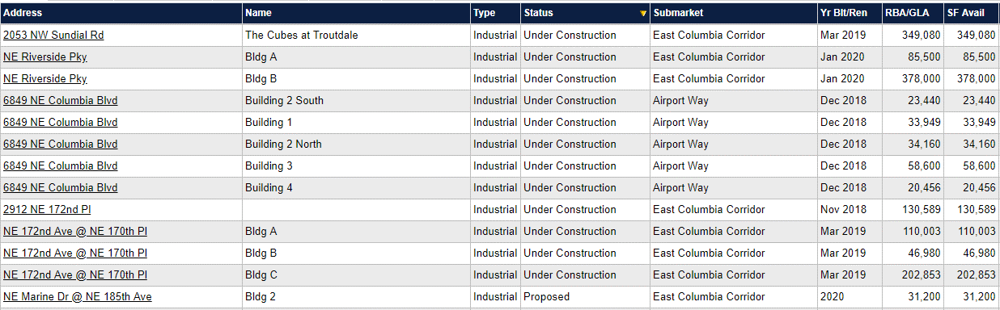 Address Name Type Status Submarket Yr Blt/Ren RBA/GLA SF Avail
2053 NW Sundial Rd The Cubes at Troutdale Industrial Under Construction East Columbia Corridor Mar 2019 349,080 349,080
NE Riverside Pky Bldg A Industrial Under Construction East Columbia Corridor Jan 2020 85,500 85,500
NE Riverside Pky Bldg B Industrial Under Construction East Columbia Corridor Jan 2020 378,000 378,000
6849 NE Columbia Blvd Building 2 South Industrial Under Construction Airport Way Dec 2018 23,440 23,440
6849 NE Columbia Blvd Building 1 Industrial Under Construction Airport Way Dec 2018 33,949 33,949
6849 NE Columbia Blvd Building 2 North Industrial Under Construction Airport Way Dec 2018 34,160 34,160
6849 NE Columbia Blvd Building 3 Industrial Under Construction Airport Way Dec 2018 58,600 58,600
6849 NE Columbia Blvd Building 4 Industrial Under Construction Airport Way Dec 2018 20,456 20,456
2912 NE 172nd Pl Industrial Under Construction East Columbia Corridor Nov 2018 130,589 130,589
NE 172nd Ave @ NE 170th Pl Bldg A Industrial Under Construction East Columbia Corridor Mar 2019 110,003 110,003
NE 172nd Ave @ NE 170th Pl Bldg B Industrial Under Construction East Columbia Corridor Mar 2019 46,980 46,980
NE 172nd Ave @ NE 170th Pl Bldg C Industrial Under Construction East Columbia Corridor Mar 2019 202,853 202,853
NE Marine Dr @ NE 185th Ave Bldg 2 Industrial Proposed East Columbia Corridor 2020 31,200 31,200